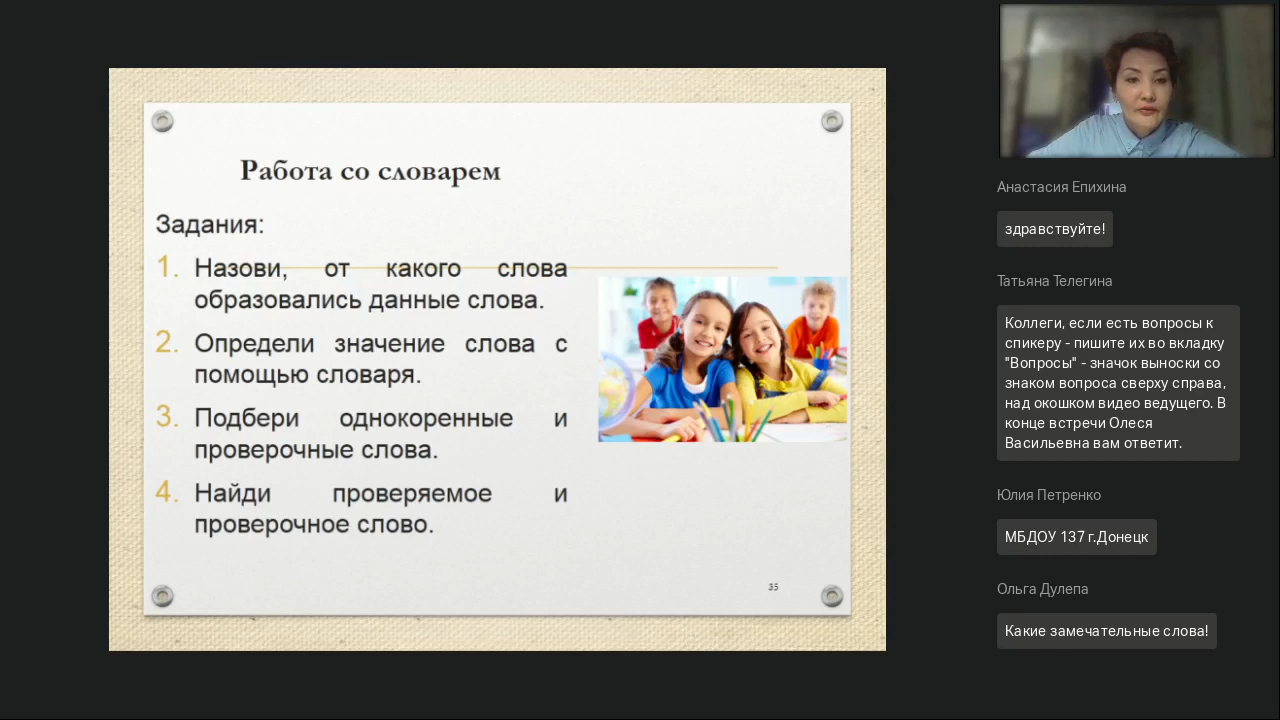 Работа со словарем
Задания:
1. Назови, от какого слова
образовались данные слова.
2. Определи значение слова с
помощью словаря.
3. Подбери однокоренные и
проверочные слова.
4. Найди проверяемое и
проверочное слово.
35
Анастасия Епихина
здравствуйте!
Татьяна Телегина
Коллеги, если есть вопросы к
спикеру - пишите их во вкладку
"Вопросы" - значок выноски со
знаком вопроса сверху справа,
над окошком видео ведущего. В
конце встречи Олеся
Васильевна вам ответит.
Юлия Петренко
МБДОУ 137 г.Донецк
Ольга Дулепа
Какие замечательные слова!